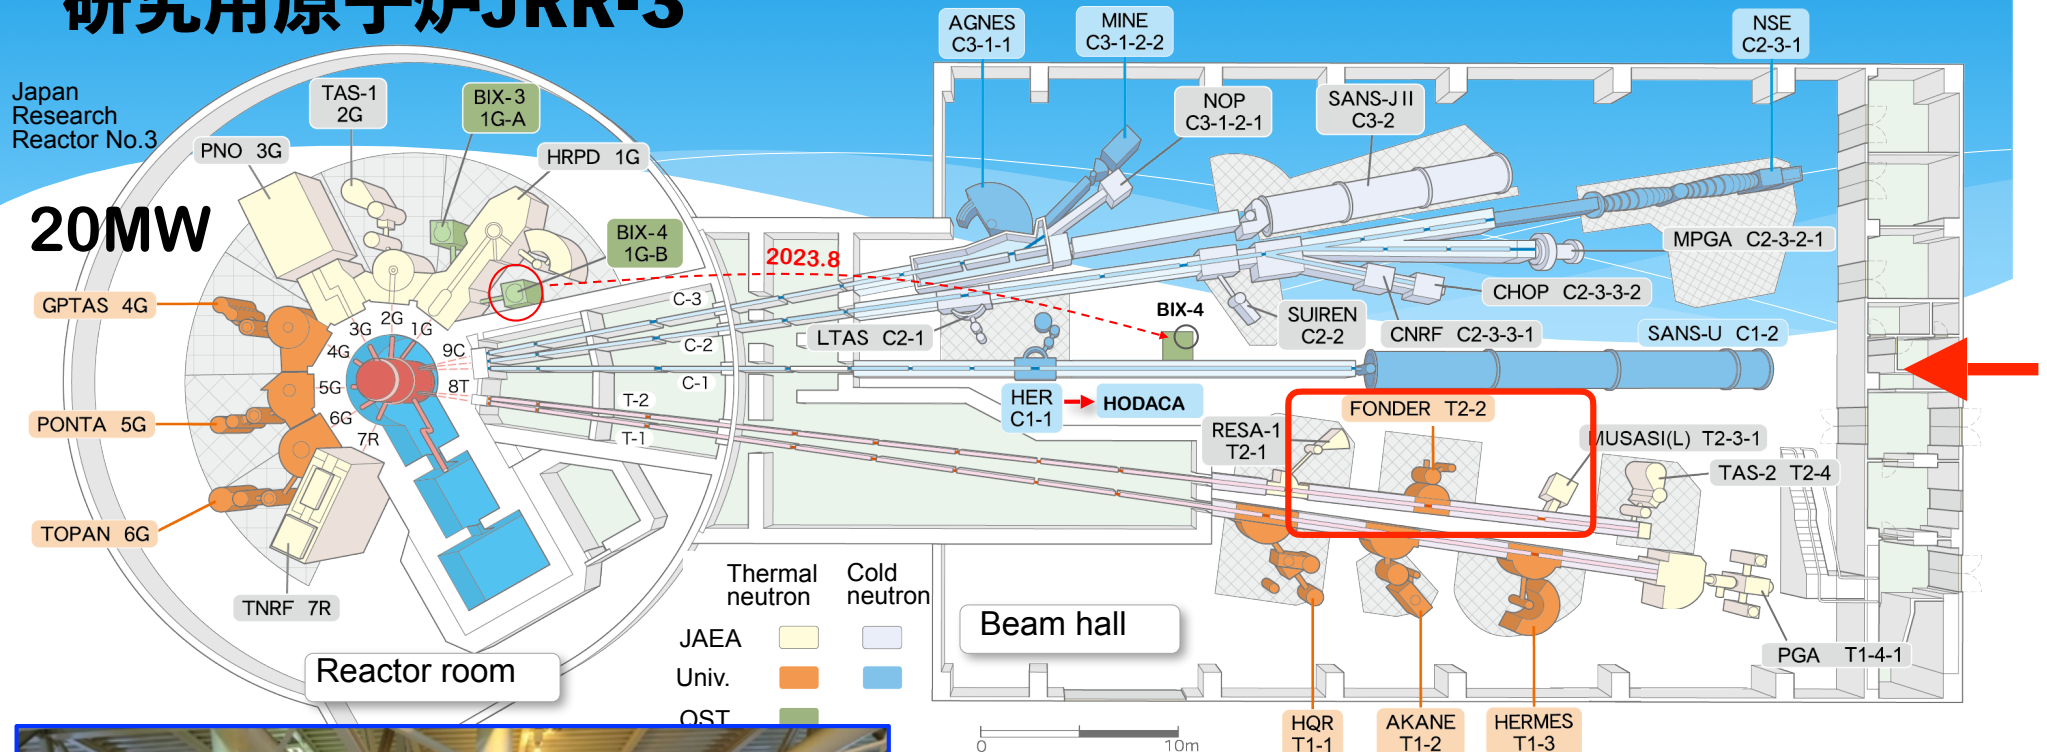 研究用原子炉JRR-3
Japan
Research
Reactor No.3
20MW
TAS-1
2G
BIX-3
1G-A
PNO 3G
HRPD 1G
BIX-4
1G-B
GPTAS 4G
PONTA 5G
TOPAN 6G
TNRF 7R
3G
2G
1G
4G
5G
6G
7R
9C
8T
C-3
C-2
C-1
T-2
T-1
2023.8
AGNES
C3-1-1
MINE
C3-1-2-2
NOP
C3-1-2-1
SANS-JII
C3-2
NSE
C2-3-1
MPGA C2-3-2-1
CHOP C2-3-3-2
CNRF C2-3-3-1
SUIREN
C2-2
SANS-U C1-2
LTAS C2-1
BIX-4
HER
C1-1
HODACA
RESA-1
T2-1
FONDER T2-2
MUSASI(L) T2-3-1
TAS-2 T2-4
PGA T1-4-1
HQR
T1-1
AKANE
T1-2
HERMES
T1-3
Reactor room
Beam hall
Thermal
neutron
Cold
neutron
JAEA
Univ.
QST
0
10m